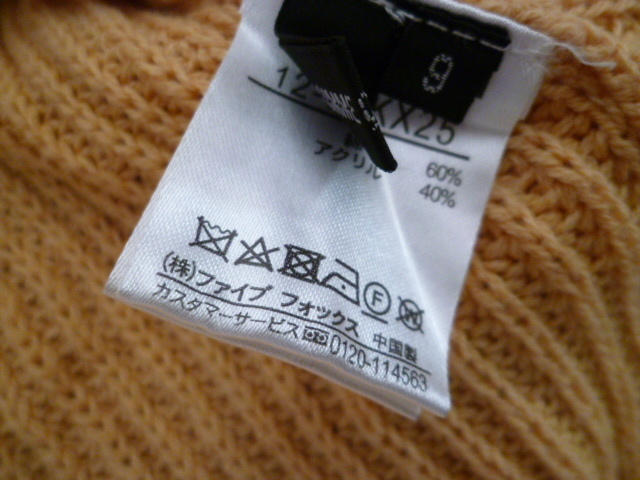 9
XX25
60%
アクリル 40%
(株)ファイブ フォックス 中国製
カスタマーサービス 0120-114563